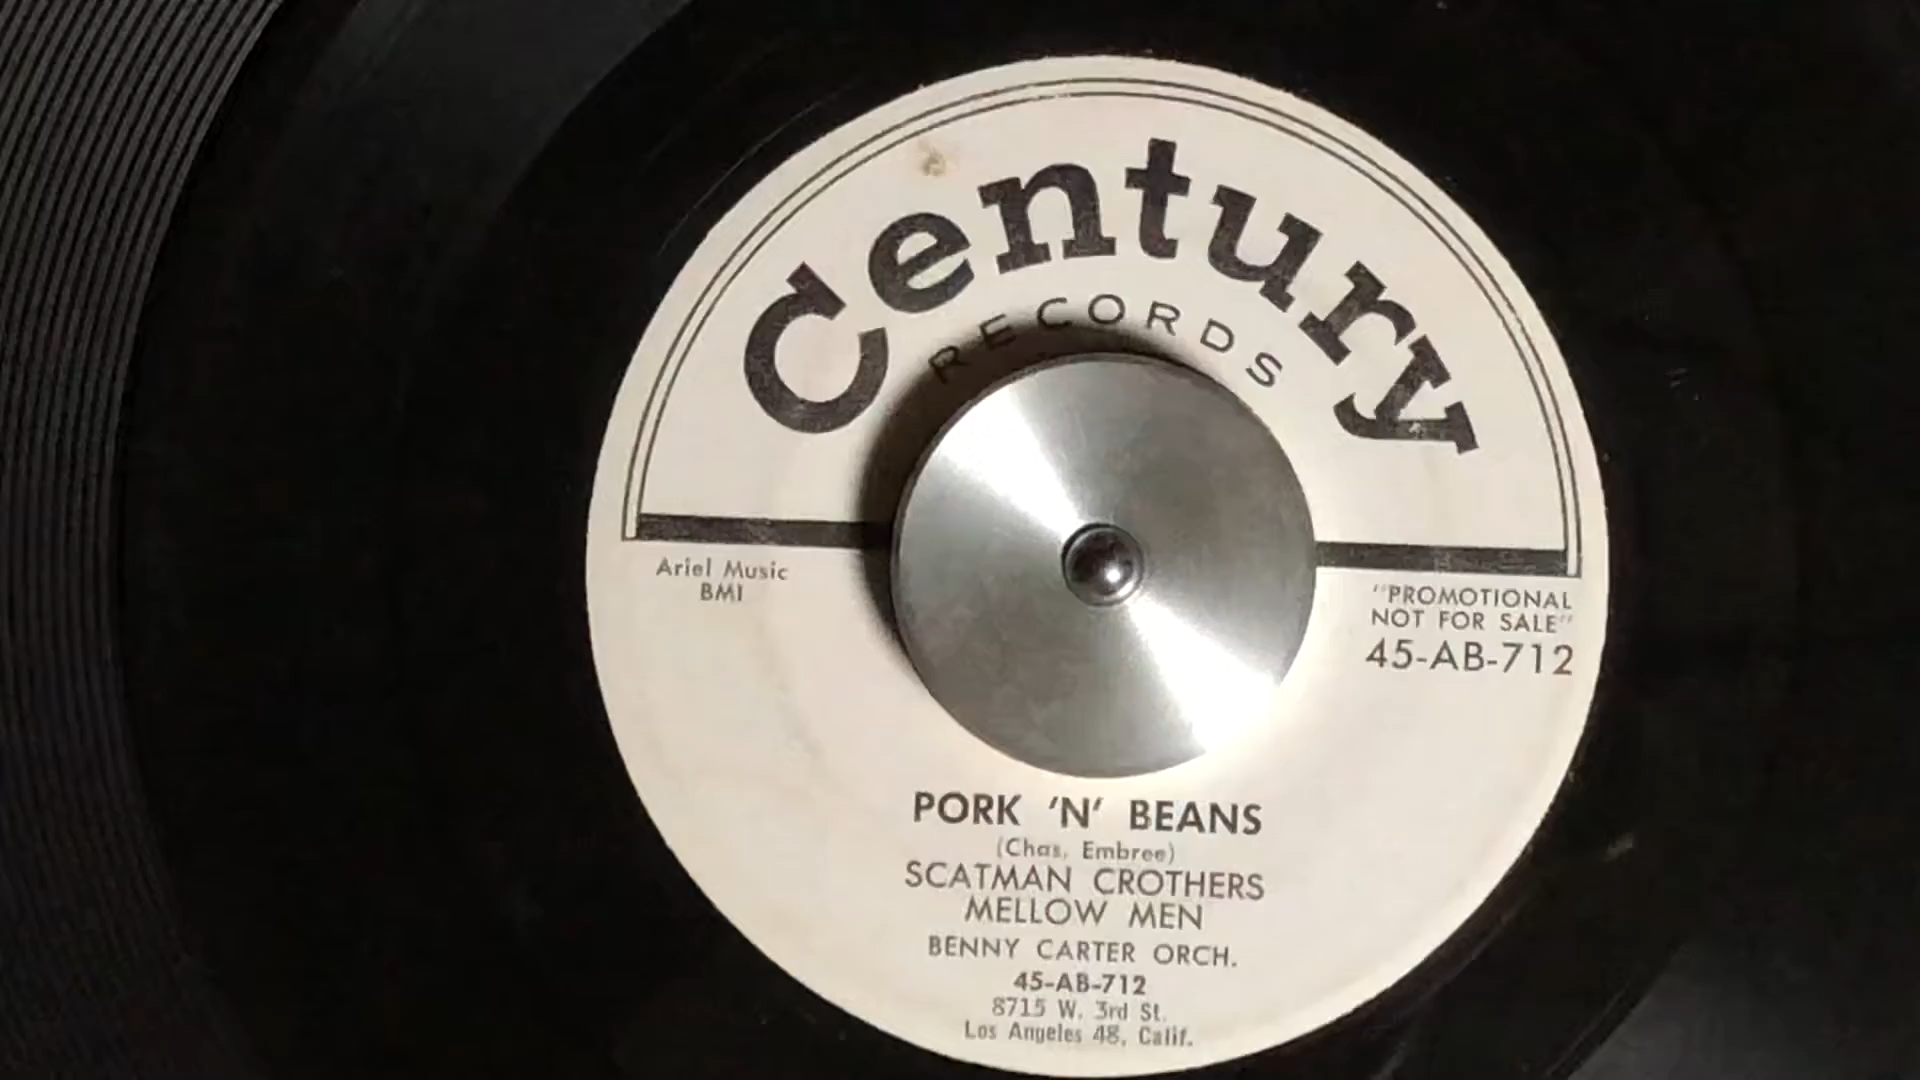 Century
RECORDS
Ariel Music
BMI
"PROMOTIONAL
NOT FOR SALE"
45-AB-712
PORK 'N' BEANS
(Chas. Embree)
SCATMAN CROTHERS
MELLOW MEN
BENNY CARTER ORCH.
45-AB-712
8715 W. 3rd St.
Los Angeles 48, Calif.